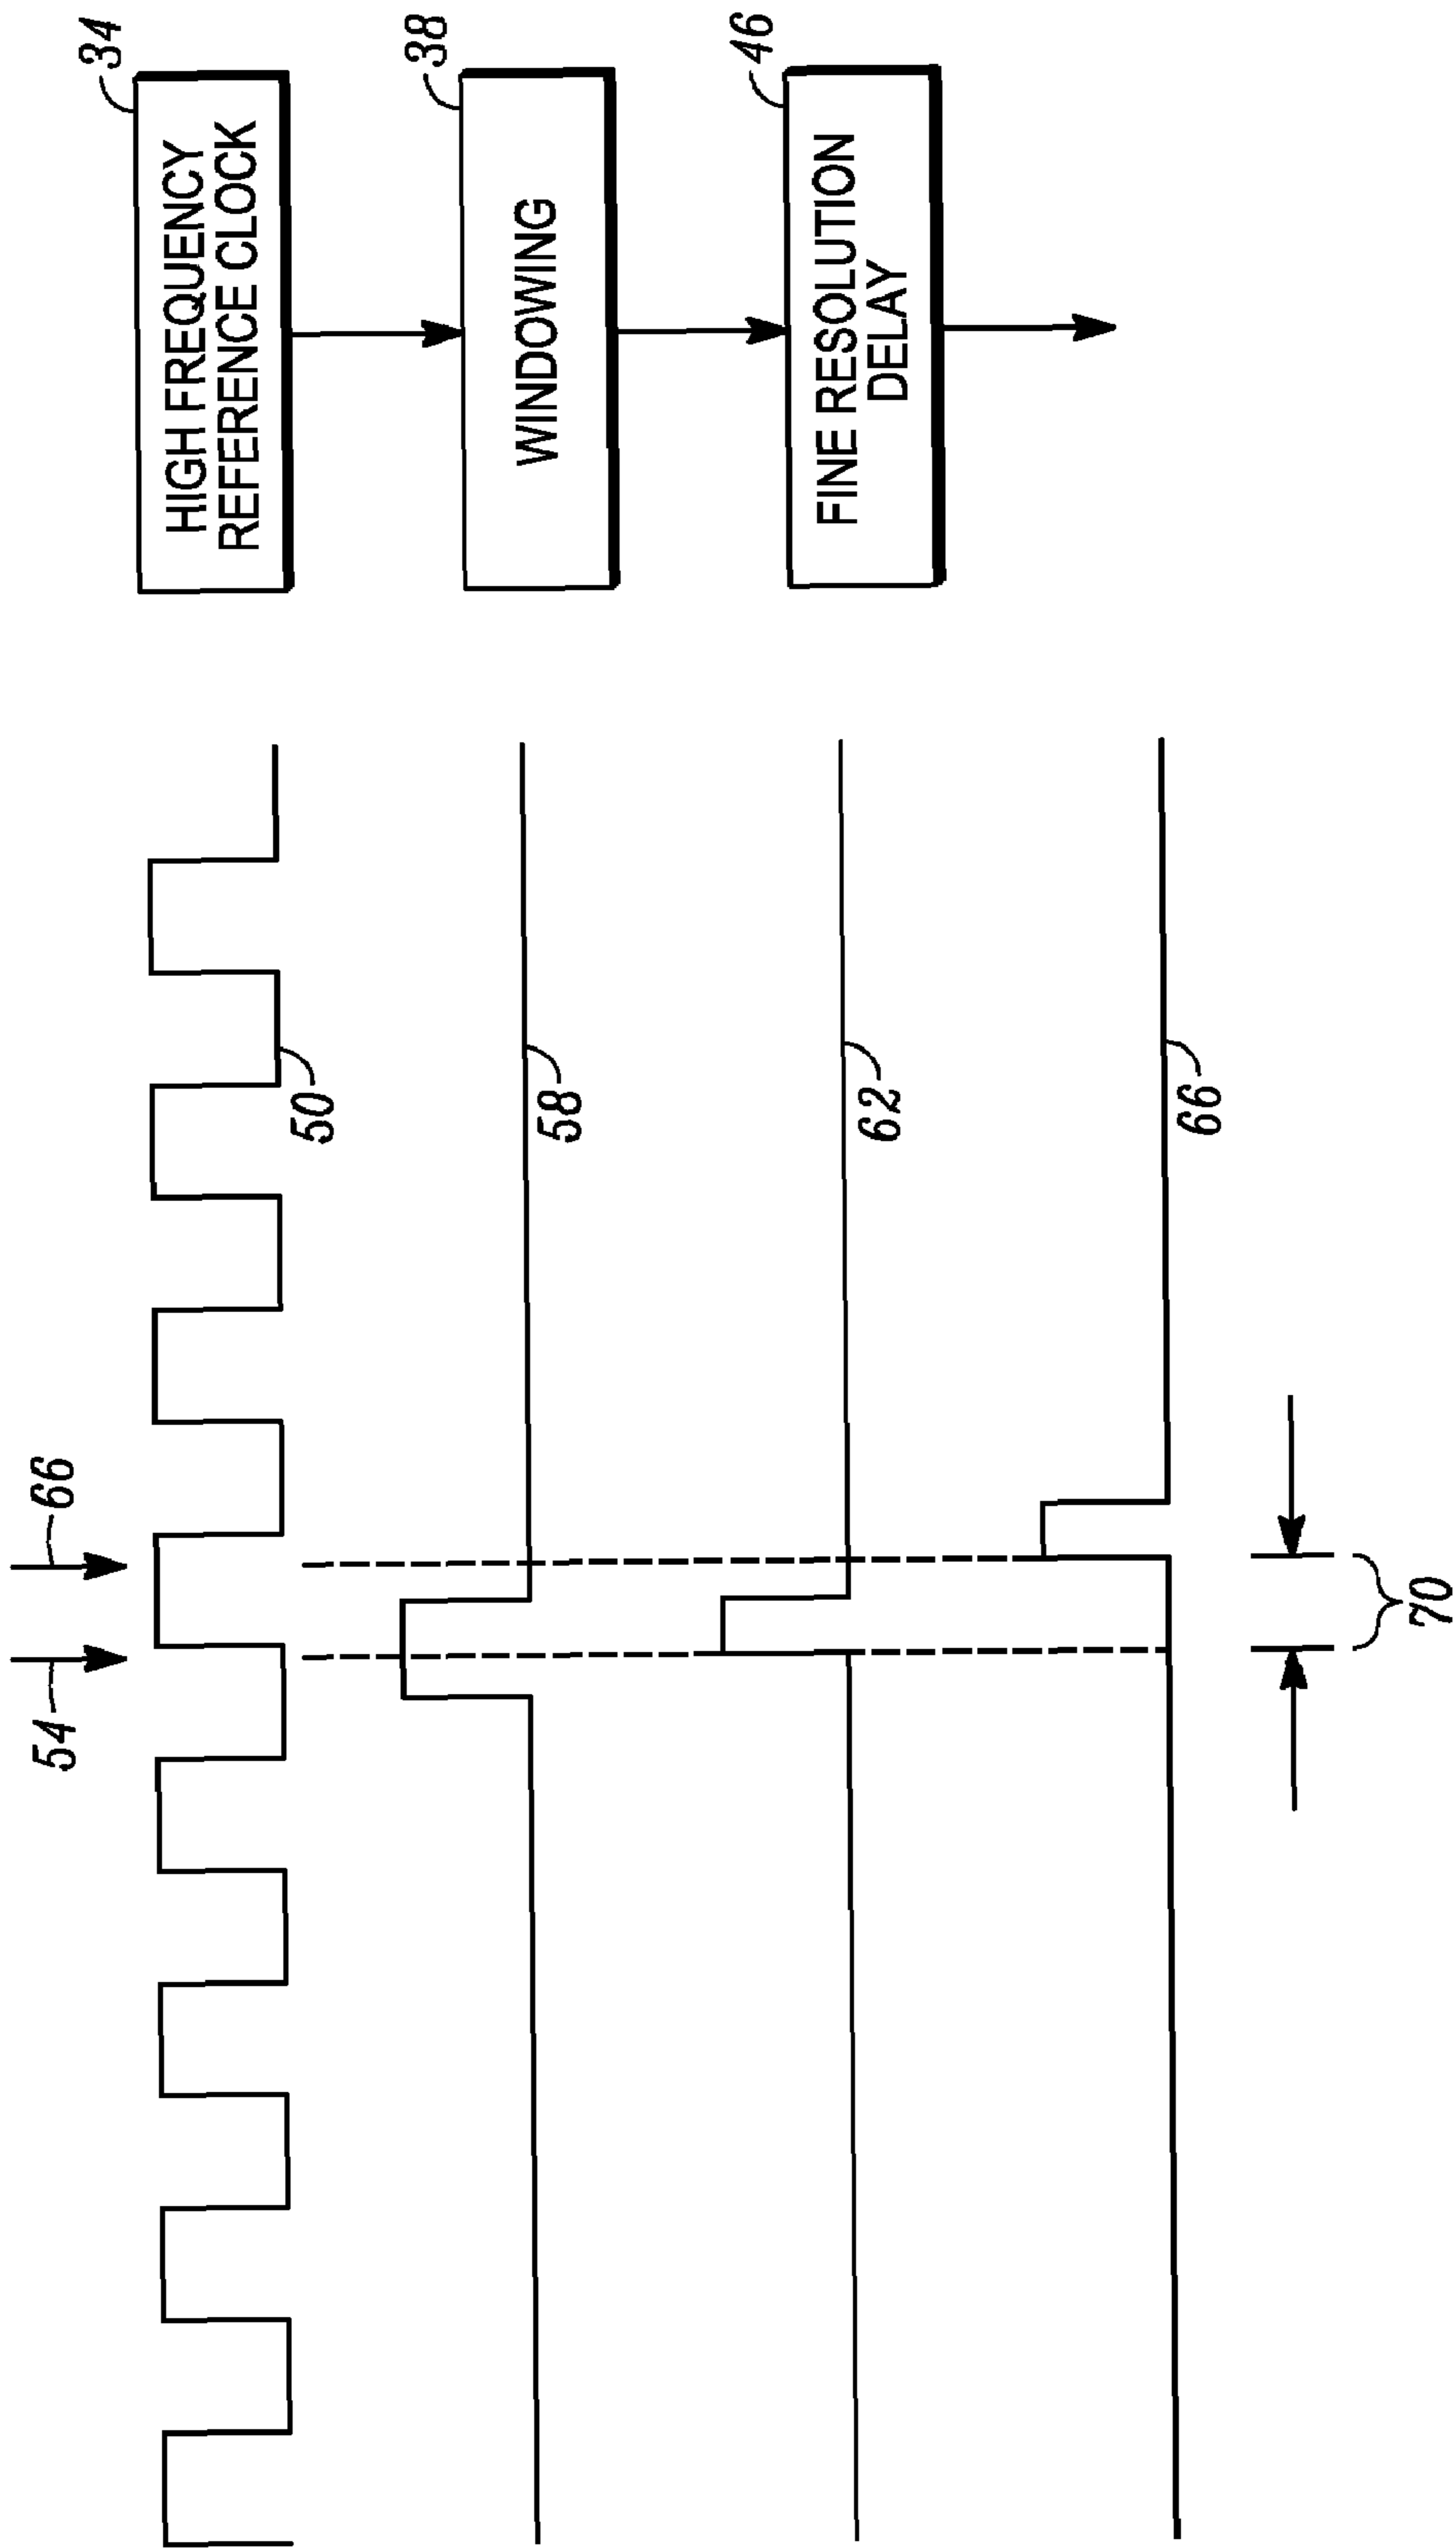 34
HIGH FREQUENCY
REFERENCE CLOCK
38
WINDOWING
46
FINE RESOLUTION
DELAY
54
66
50
58
62
66
70